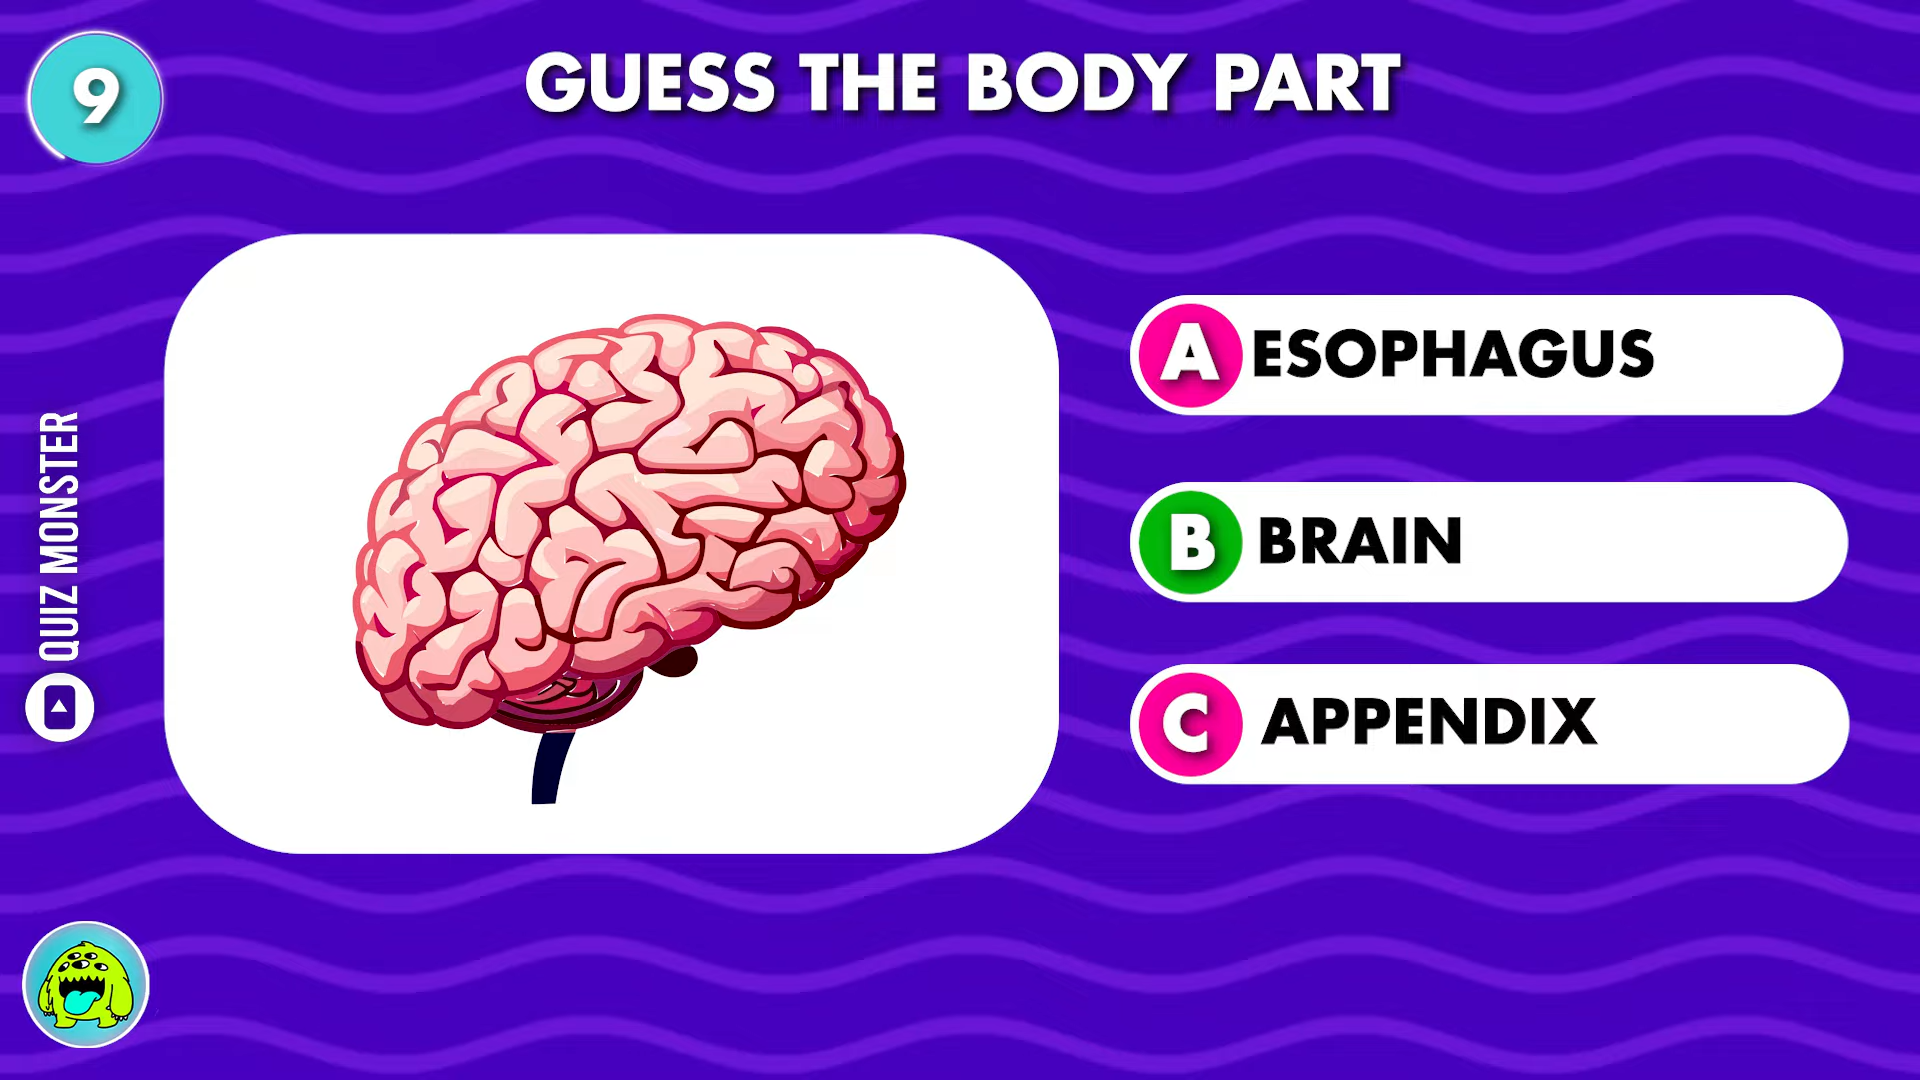 9
GUESS THE BODY PART
A ESOPHAGUS
B BRAIN
C APPENDIX
QUIZ MONSTER